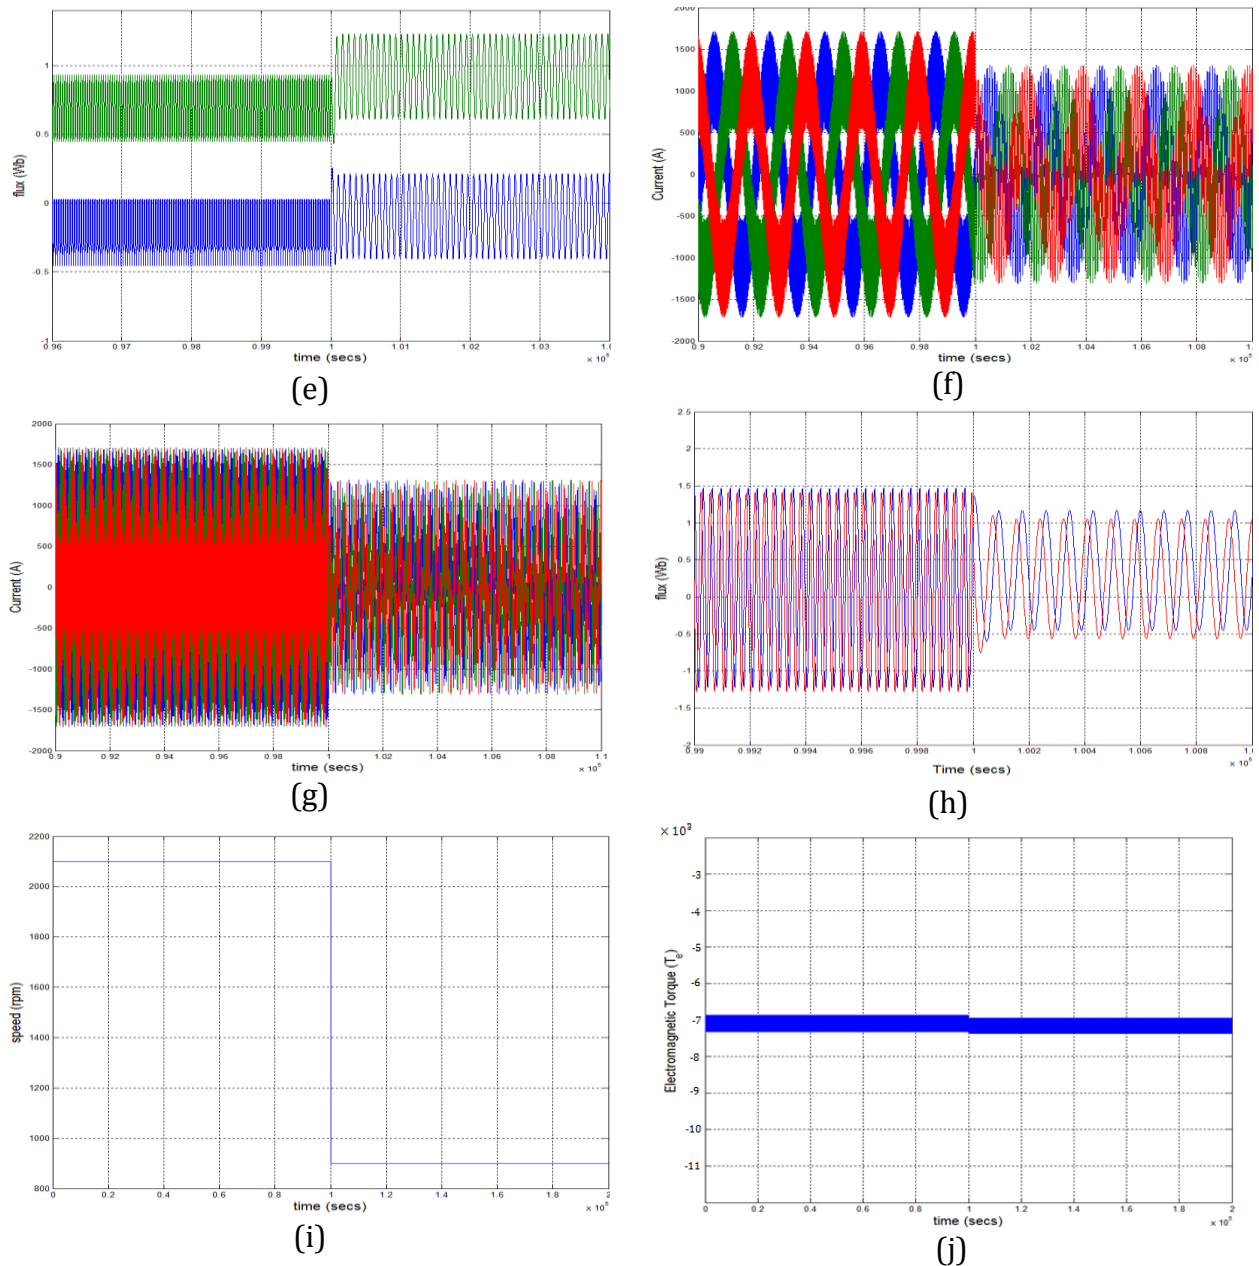 flux (Wb)
1
0.5
0
-0.5
-1
0.96 0.97 0.98 0.99 1 1.01 1.02 1.03 1.0
time (secs)
(e)
Current (A)
2000
1500
1000
500
0
-500
-1000
-1500
-2000
0.9 0.92 0.94 0.96 0.98 1 1.02 1.04 1.06 1.08 1.
time (secs)
(f)
Current (A)
2000
1500
1000
500
0
-500
-1000
-1500
-2000
0.9 0.92 0.94 0.96 0.98 1 1.02 1.04 1.06 1.08 1.1
time (secs)
(g)
flux (Wb)
2.5
2
1.5
1
0.5
0
-0.5
-1
-1.5
-2
0.99 0.992 0.994 0.996 0.998 1 1.002 1.004 1.006 1.008
Time (secs)
(h)
speed (rpm)
2200
2000
1800
1600
1400
1200
1000
800
0 0.2 0.4 0.6 0.8 1 1.2 1.4 1.6 1.8 2
time (secs)
(i)
× 10³
Electromagnetic Torque (Tₑ)
-3
-4
-5
-6
-7
-8
-9
-10
-11
0 0.2 0.4 0.6 0.8 1 1.2 1.4 1.6 1.8 2
time (secs)
(j)